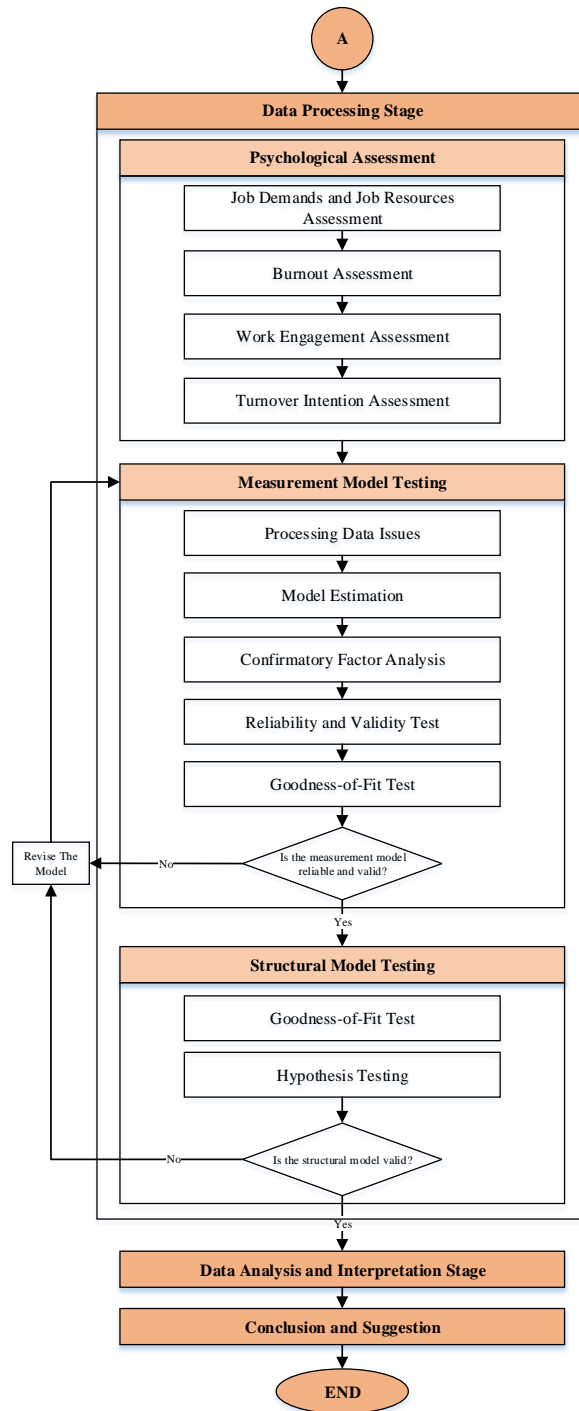 A
Data Processing Stage
Psychological Assessment
Job Demands and Job Resources
Assessment
Burnout Assessment
Work Engagement Assessment
Turnover Intention Assessment
Measurement Model Testing
Processing Data Issues
Model Estimation
Confirmatory Factor Analysis
Reliability and Validity Test
Goodness-of-Fit Test
Is the measurement model
reliable and valid?
No
Revise The
Model
Yes
Structural Model Testing
Goodness-of-Fit Test
Hypothesis Testing
Is the structural model valid?
No
Yes
Data Analysis and Interpretation Stage
Conclusion and Suggestion
END